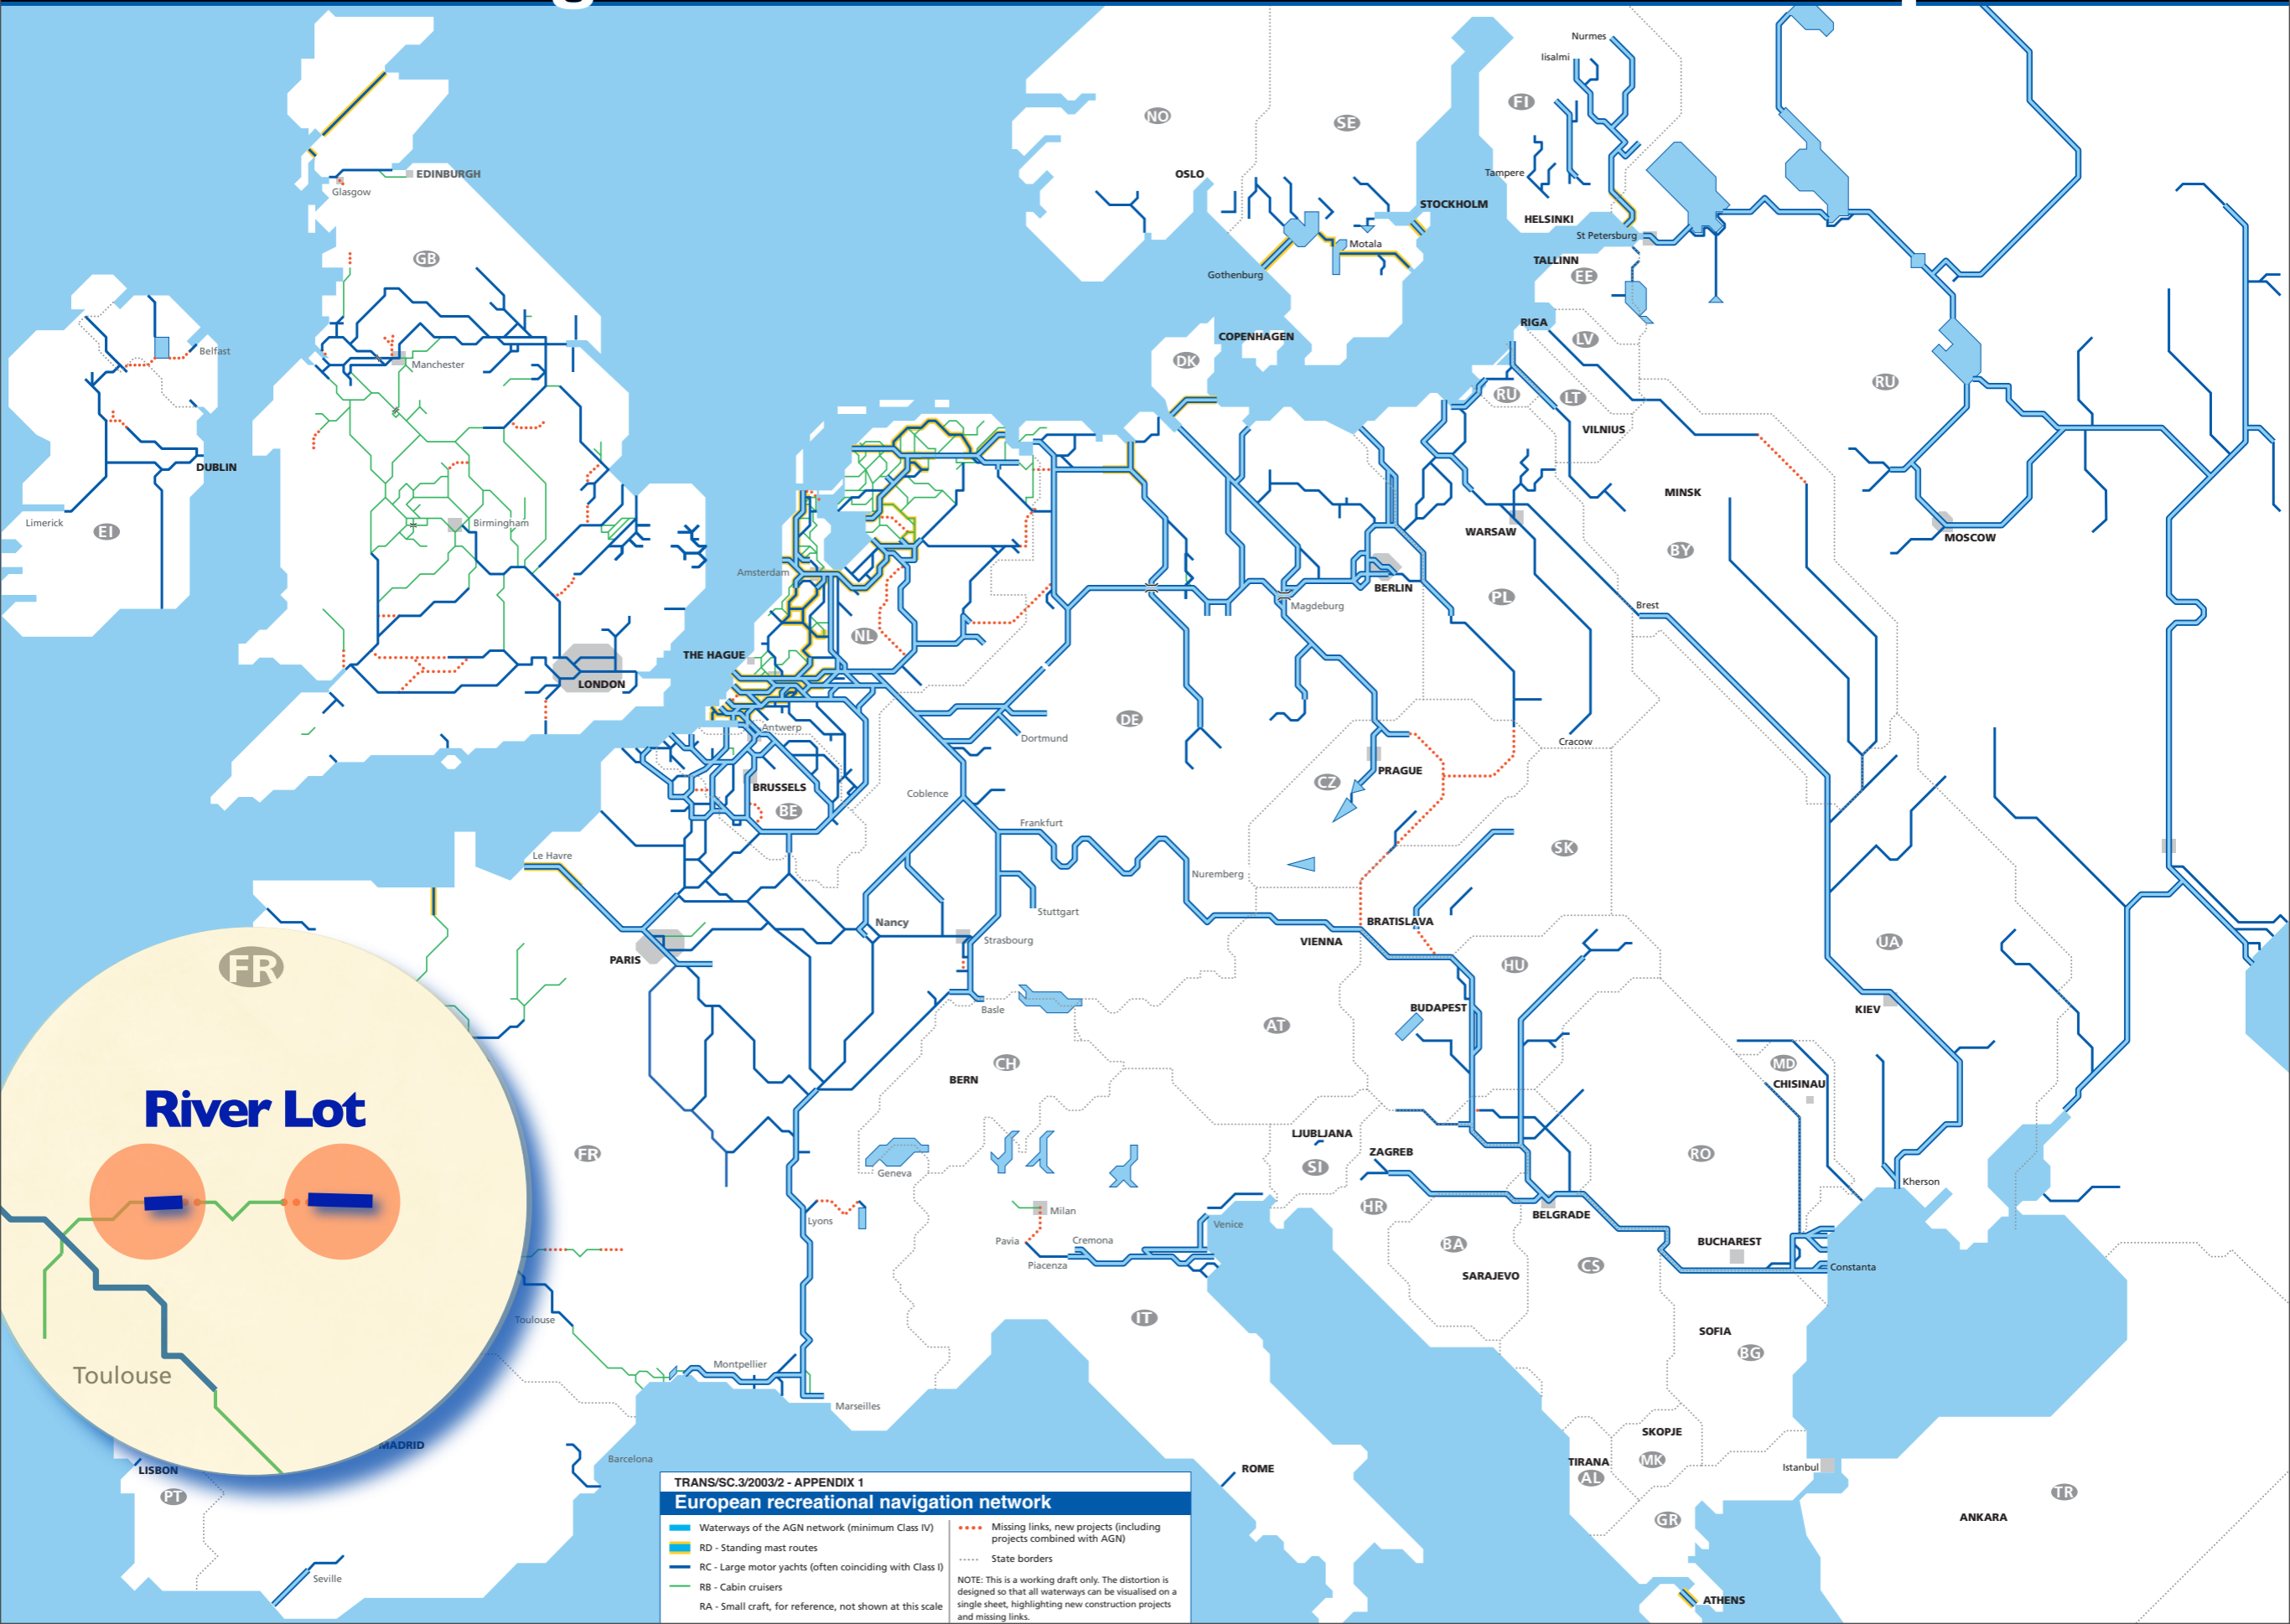 Nurmes
Iisalmi
FI
NO
SE
EDINBURGH
Glasgow
OSLO
Tampere
STOCKHOLM
HELSINKI
St Petersburg
Motala
GB
TALLINN
EE
Gothenburg
RIGA
COPENHAGEN
LV
Belfast
Manchester
DK
RU
RU
LT
VILNIUS
DUBLIN
MINSK
Limerick
EI
Birmingham
WARSAW
MOSCOW
BY
Amsterdam
BERLIN
Magdeburg
PL
Brest
NL
THE HAGUE
LONDON
DE
Antwerp
Dortmund
Cracow
PRAGUE
CZ
BRUSSELS
BE
Coblence
Frankfurt
SK
Le Havre
Nuremberg
Stuttgart
Nancy
BRATISLAVA
VIENNA
Strasbourg
PARIS
UA
HU
FR
Basle
BUDAPEST
KIEV
AT
CH
BERN
MD
CHISINAU
River Lot
LJUBLJANA
ZAGREB
FR
SI
RO
Geneva
Kherson
Lyons
Milan
Venice
HR
BELGRADE
Pavia
Cremona
Piacenza
BA
BUCHAREST
SARAJEVO
CS
Constanta
Toulouse
IT
SOFIA
BG
Toulouse
Montpellier
Marseilles
MADRID
Barcelona
SKOPJE
LISBON
ROME
TIRANA
MK
AL
Istanbul
PT
TR
GR
ANKARA
Seville
ATHENS
TRANS/SC.3/2003/2 - APPENDIX 1
European recreational navigation network
Waterways of the AGN network (minimum Class IV)
RD - Standing mast routes
RC - Large motor yachts (often coinciding with Class I)
RB - Cabin cruisers
RA - Small craft, for reference, not shown at this scale
Missing links, new projects (including
projects combined with AGN)
State borders
NOTE: This is a working draft only. The distortion is
designed so that all waterways can be visualised on a
single sheet, highlighting new construction projects
and missing links.